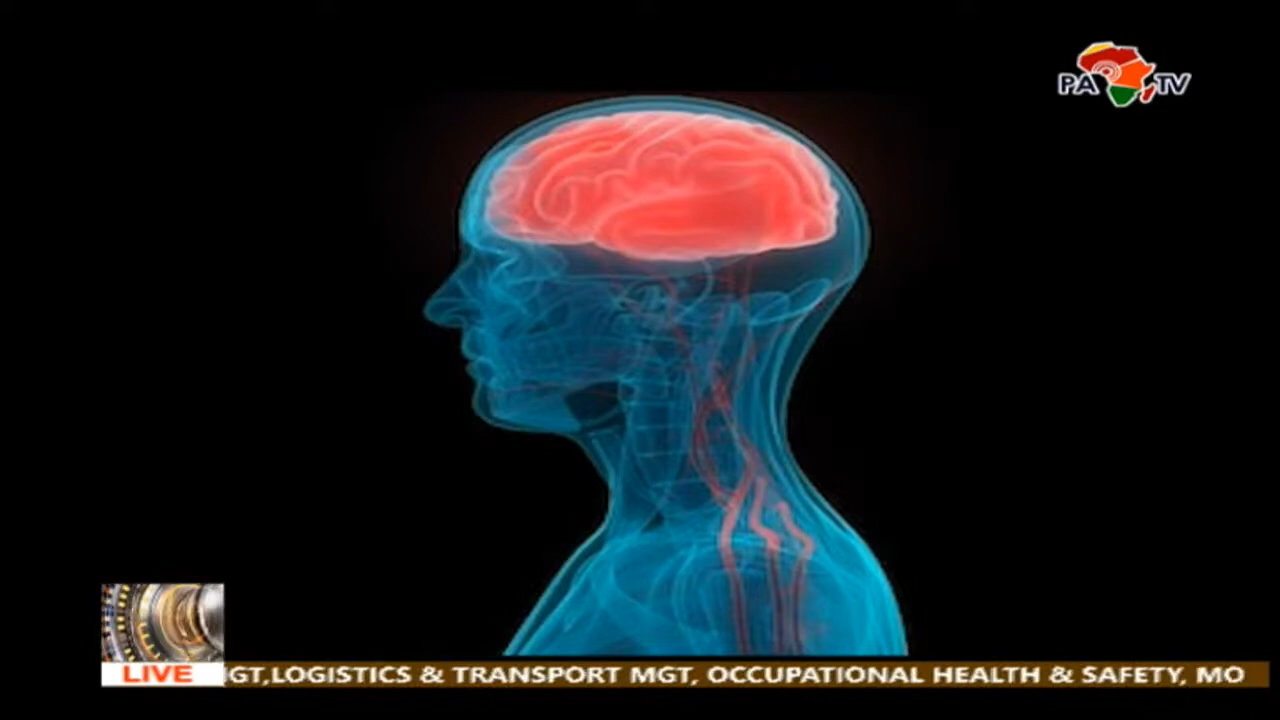 PA TV
LIVE
GT,LOGISTICS & TRANSPORT MGT, OCCUPATIONAL HEALTH & SAFETY, MO